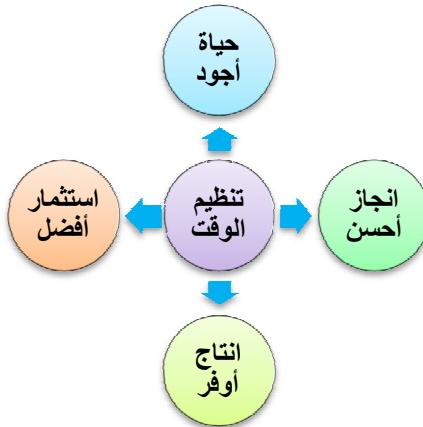 حياة
أجود
انجاز
أحسن
تنظيم
الوقت
استثمار
أفضل
انتاج
أوفر